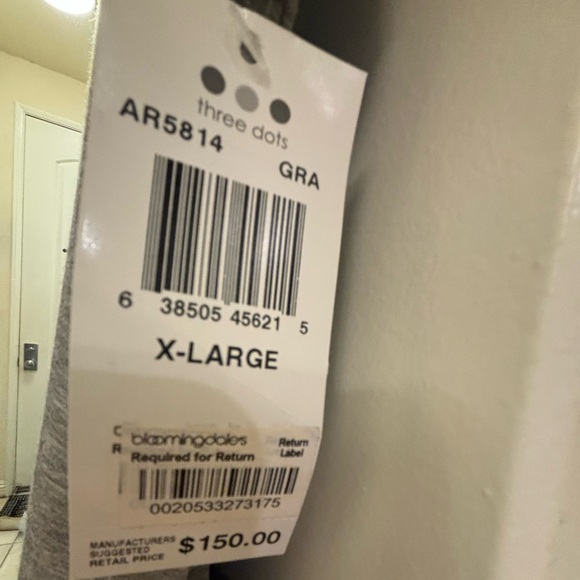 three dots
AR5814
GRA
6 38505 45621 5
X-LARGE
bloomingdale's
Return
Label
Required for Return
0020533273175
MANUFACTURERS
SUGGESTED
RETAIL PRICE
$150.00